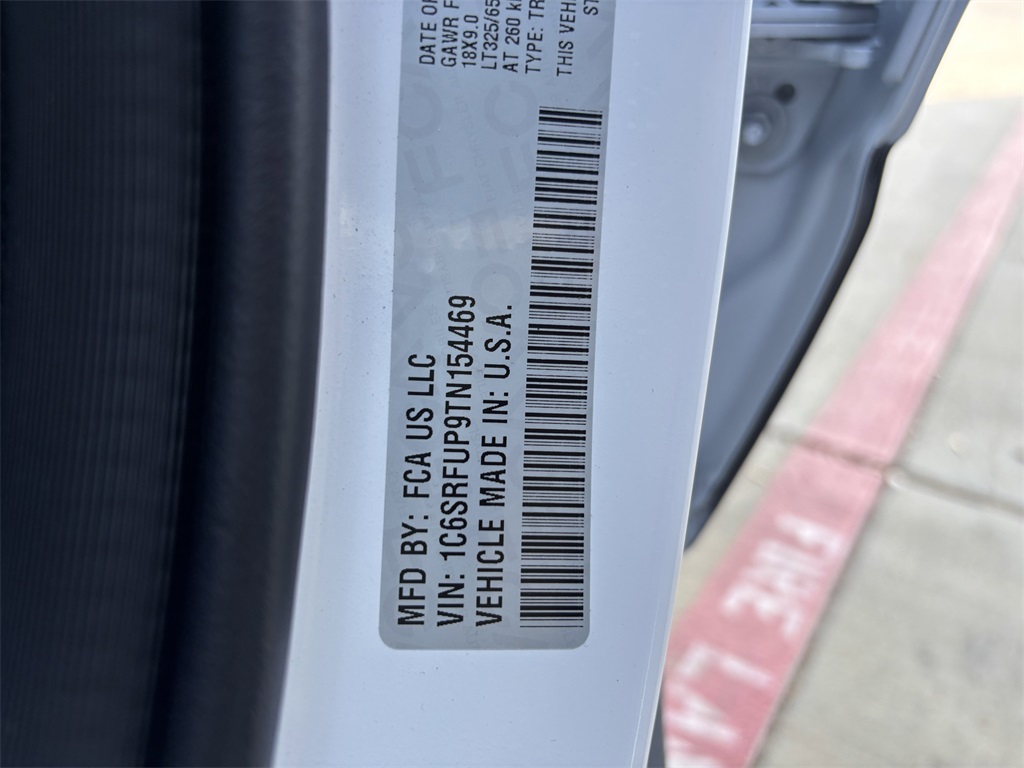 MFD BY: FCA US LLC
VIN: 1C6SRFUP9TN154469
VEHICLE MADE IN: U.S.A.
DATE OF
GAWR F
18X9.0
LT325/65
AT 260 k
TYPE: TR
THIS VEH
ST
FIRE LA